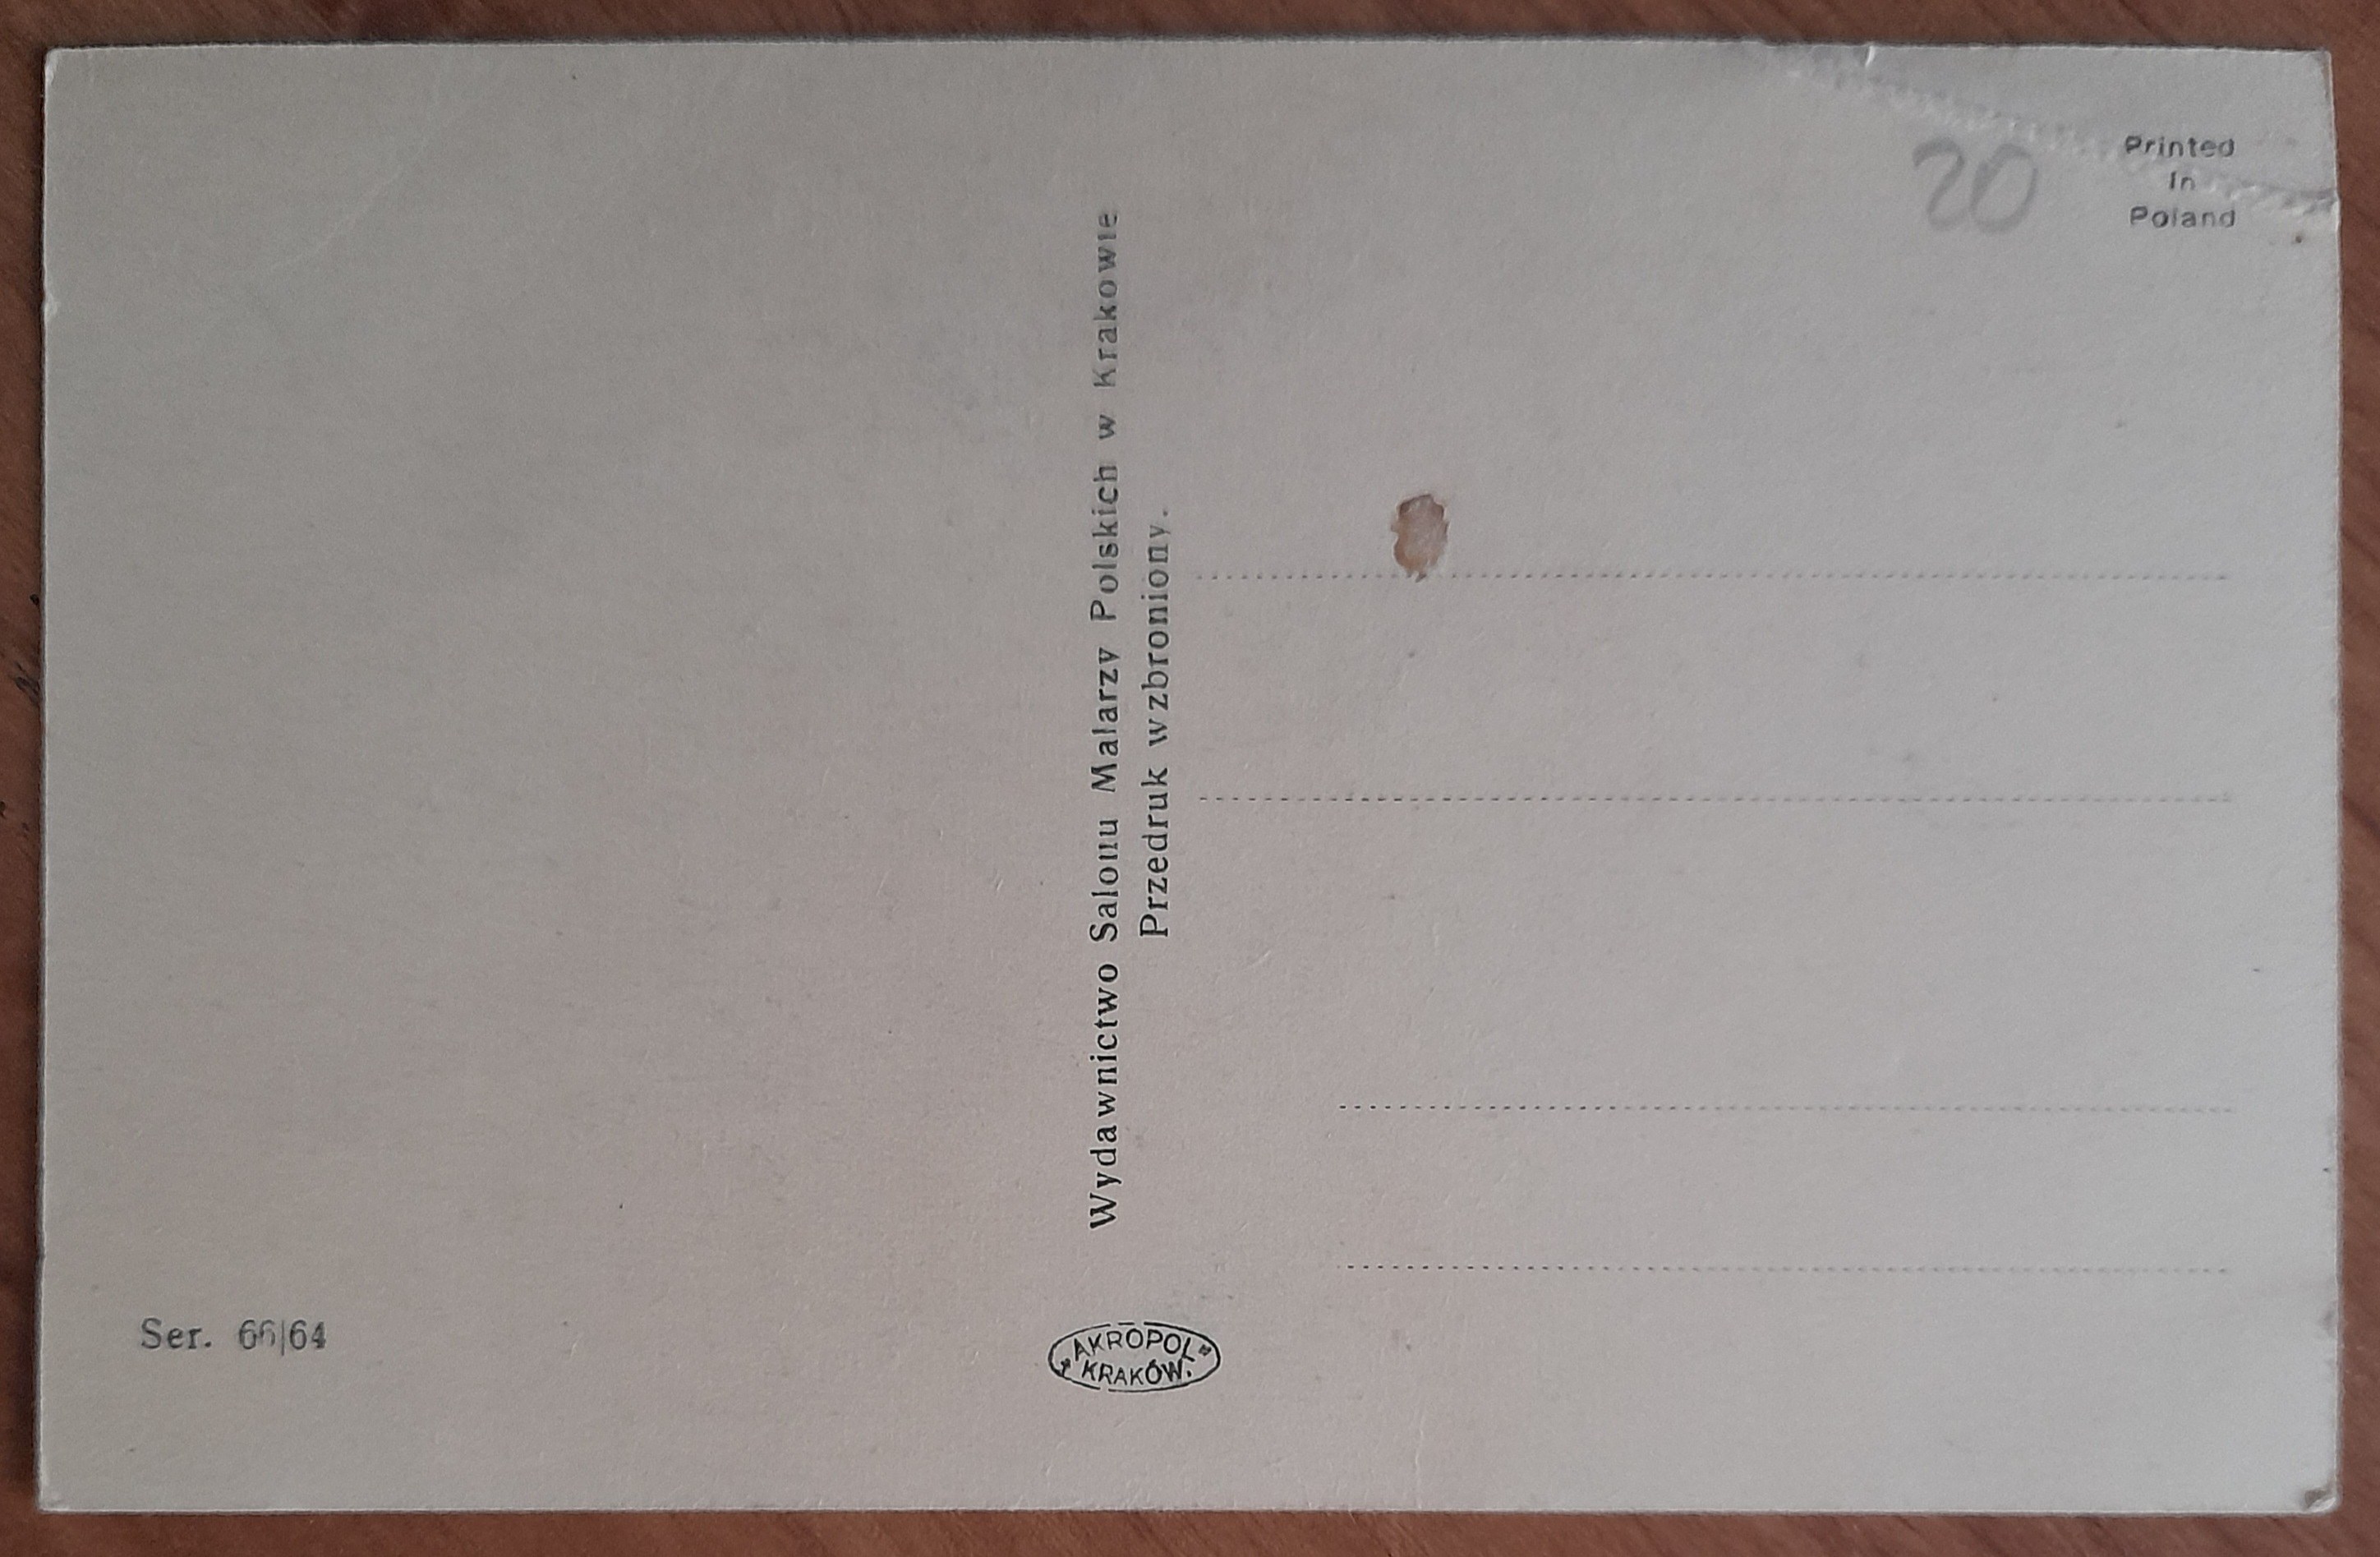 20
Printed
In
Poland
Wydawnictwo Salonu Malarzy Polskich w Krakowie
Przedruk wzbroniony.
Ser. 66|64
„AKROPOL”
KRAKÓW.